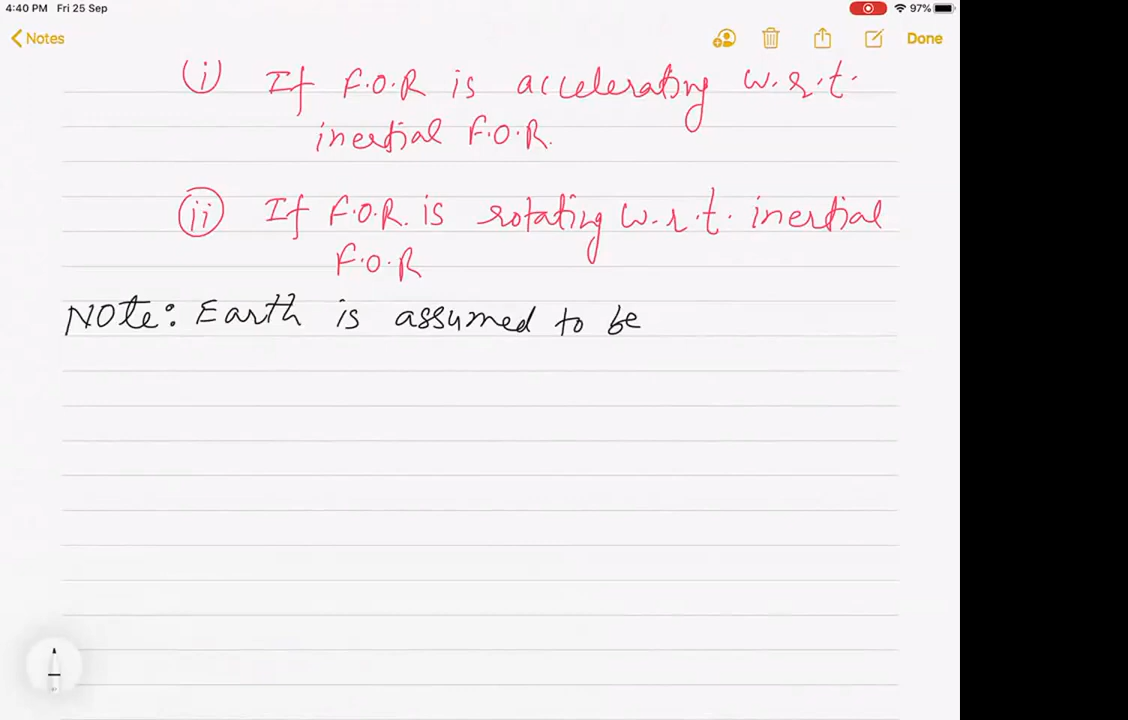 4:40 PM Fri 25 Sep 97%
Notes Done
(i) If F.O.R is accelerating w.r.t.
inertial F.O.R.
(ii) If F.O.R. is rotating w.r.t. inertial
F.O.R
Note: Earth is assumed to be